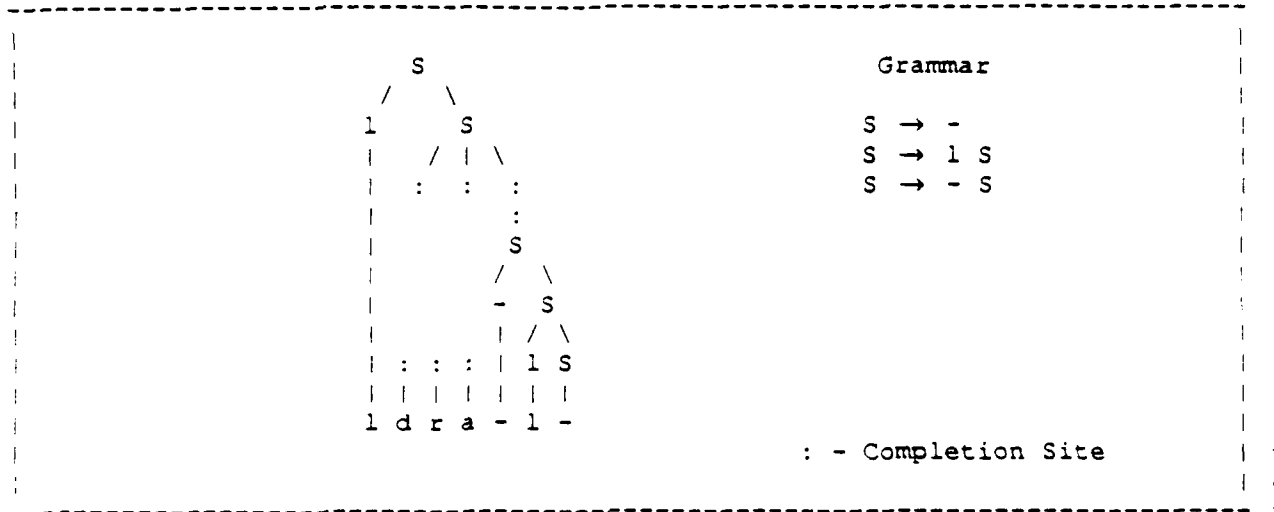 S Grammar
/ \
l S S → -
| / | \ S → l S
| : : : S → - S
| :
| S
| / \
| - S
| | / \
| : : : | l S
| | | | | | |
l d r a - l -
: - Completion Site